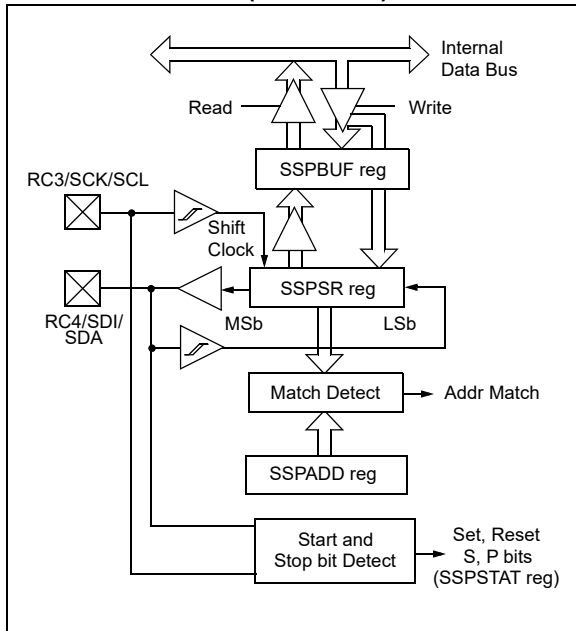 Internal
Data Bus
Read
Write
SSPBUF reg
RC3/SCK/SCL
Shift
Clock
SSPSR reg
RC4/SDI/
SDA
MSb
LSb
Match Detect
Addr Match
SSPADD reg
Start and
Stop bit Detect
Set, Reset
S, P bits
(SSPSTAT reg)